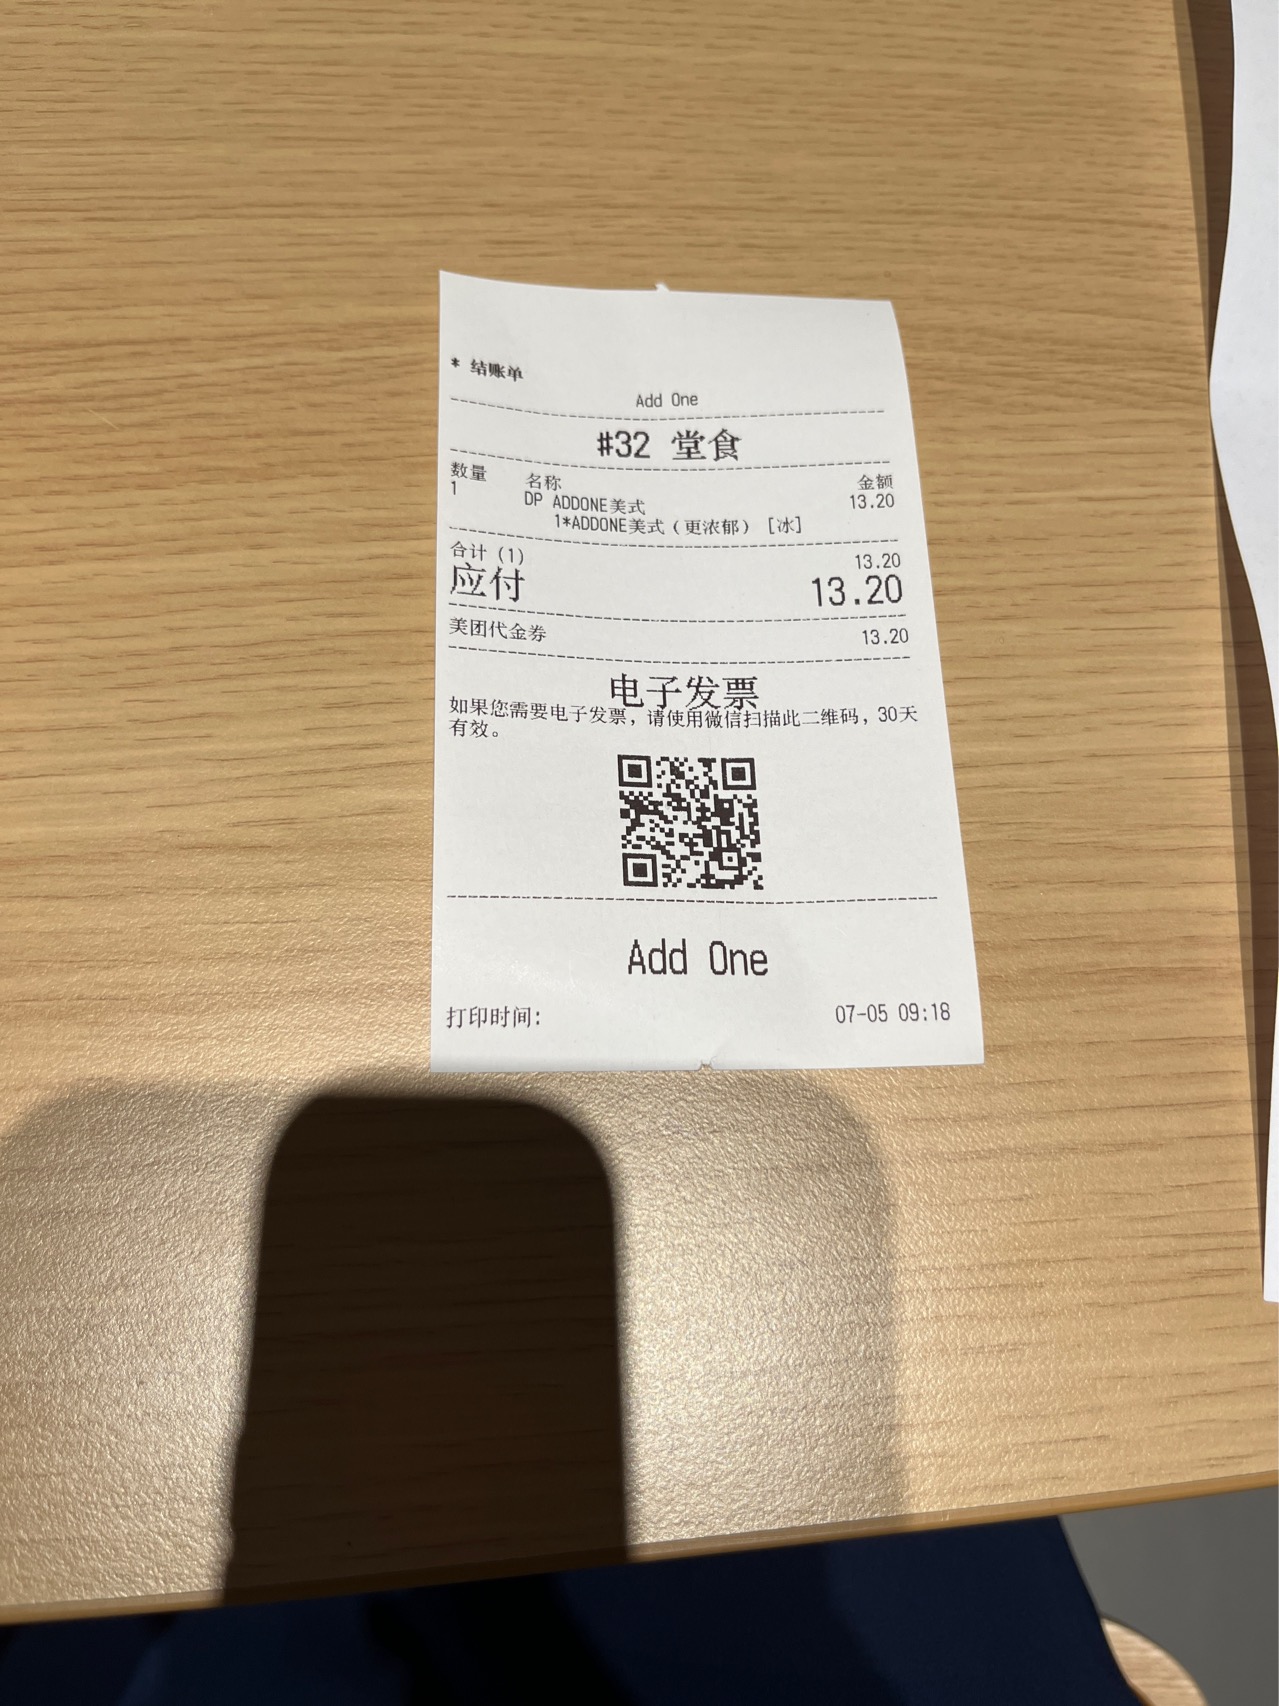 * 结账单
Add One
#32 堂食
数量 名称 金额
1 DP ADDONE美式 13.20
1*ADDONE美式（更浓郁）[冰]
合计(1) 13.20
应付 13.20
美团代金券 13.20
电子发票
如果您需要电子发票，请使用微信扫描此二维码，30天
有效。
Add One
打印时间: 07-05 09:18